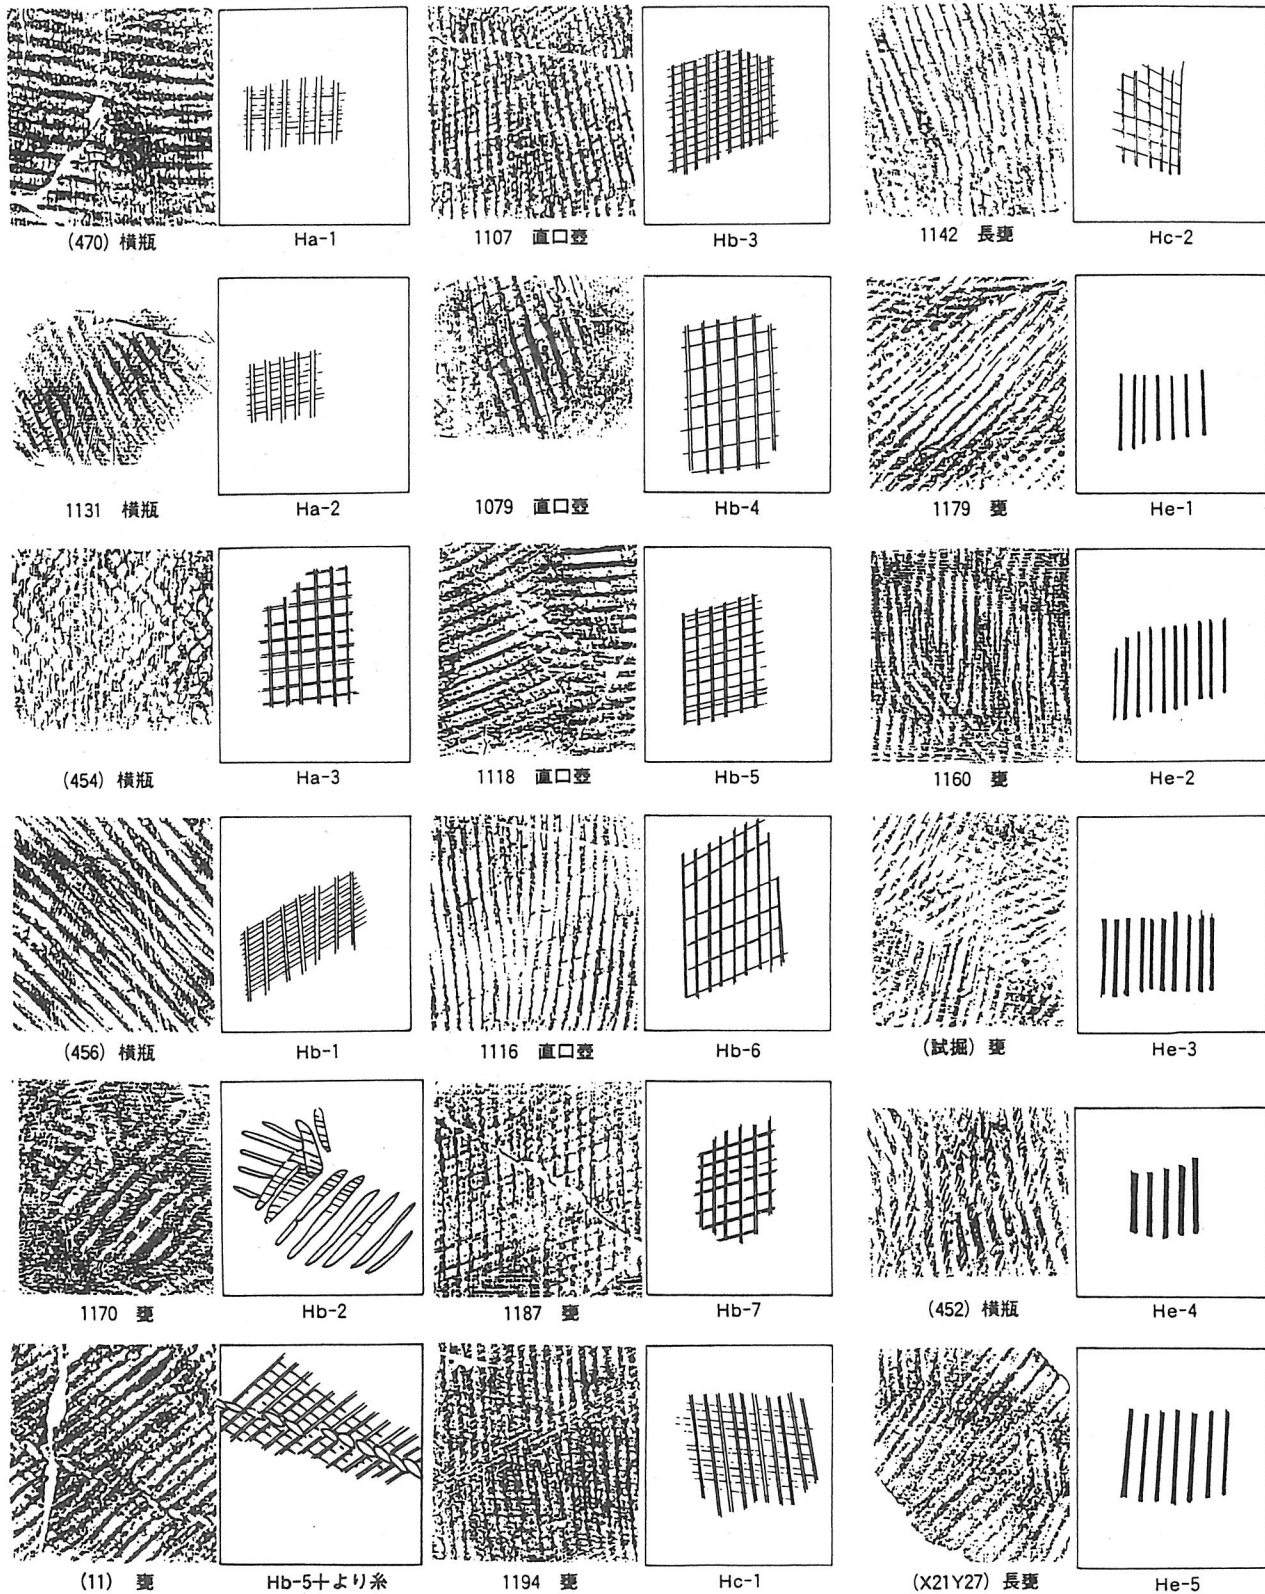 (470) 横瓶 Ha-1 1107 直口壺 Hb-3 1142 長甕 Hc-2
1131 横瓶 Ha-2 1079 直口壺 Hb-4 1179 甕 He-1
(454) 横瓶 Ha-3 1118 直口壺 Hb-5 1160 甕 He-2
(456) 横瓶 Hb-1 1116 直口壺 Hb-6 (試掘) 甕 He-3
1170 甕 Hb-2 1187 甕 Hb-7 (452) 横瓶 He-4
(11) 甕 Hb-5+より糸 1194 甕 Hc-1 (X21Y27) 長甕 He-5